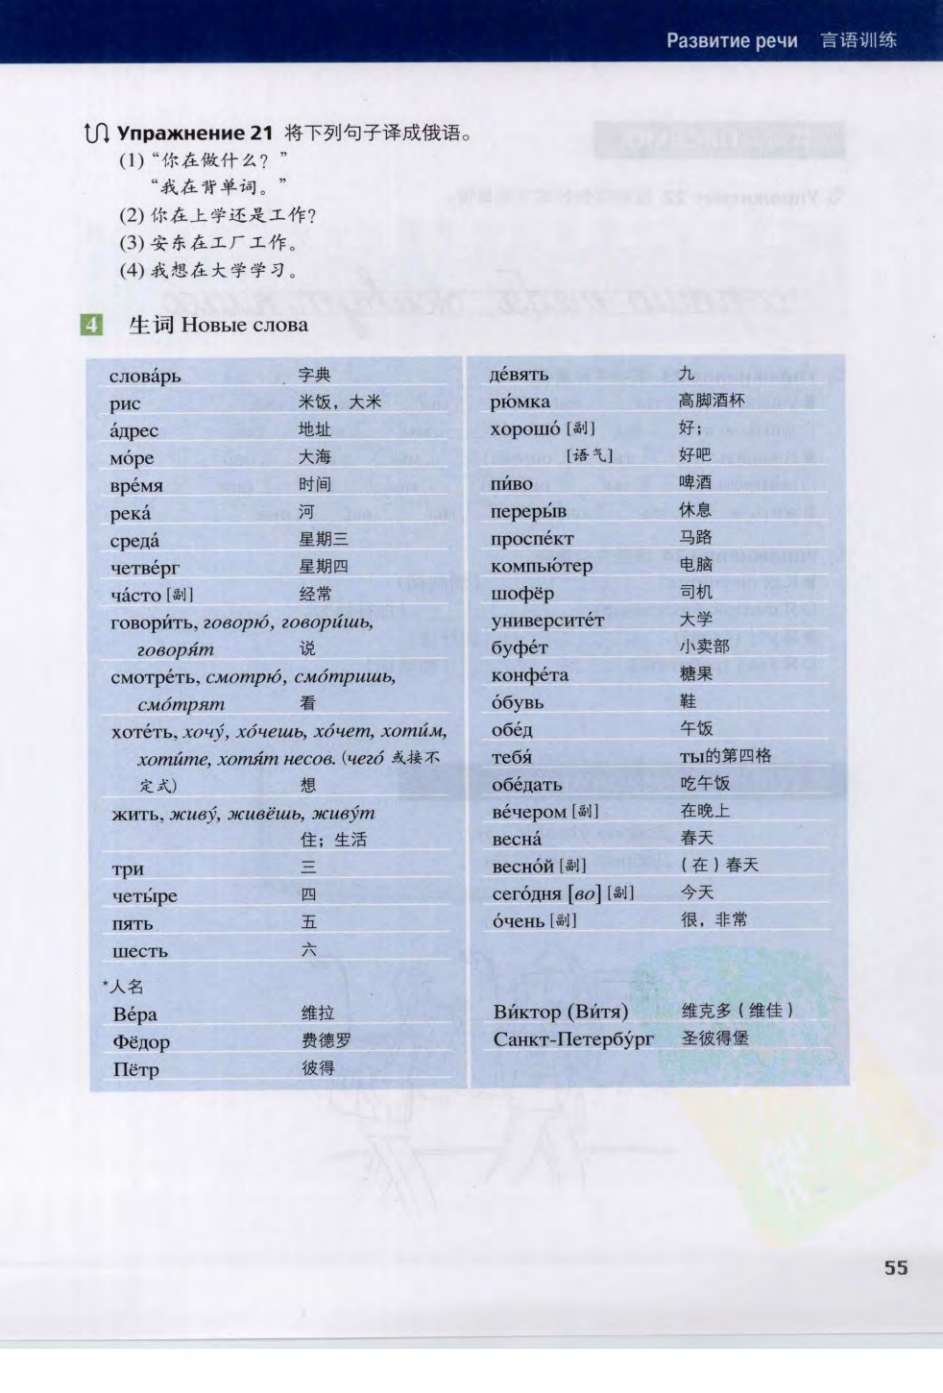 Развитие речи 言语训练
Упражнение 21 将下列句子译成俄语。
(1) “你在做什么？”
“我在背单词。”
(2) 你在上学还是工作？
(3) 安东在工厂工作。
(4) 我想在大学学习。
4 生词 Новые слова
слова́рь 字典
рис 米饭，大米
а́дрес 地址
мо́ре 大海
вре́мя 时间
река́ 河
среда́ 星期三
четве́рг 星期四
ча́сто [副] 经常
говори́ть, говорю́, говори́шь,
говоря́т 说
смотре́ть, смотрю́, смо́тришь,
смо́трят 看
хоте́ть, хочу́, хо́чешь, хо́чет, хоти́м,
хоти́те, хотя́т несов. (чего́ 或接不
定式) 想
жить, живу́, живёшь, живу́т
住；生活
три 三
четы́ре 四
пять 五
шесть 六
*人名
Ве́ра 维拉
Фёдор 费德罗
Пётр 彼得
де́вять 九
рю́мка 高脚酒杯
хорошо́ [副] 好；
[语气] 好吧
пи́во 啤酒
переры́в 休息
проспе́кт 马路
компью́тер 电脑
шофёр 司机
университе́т 大学
буфе́т 小卖部
конфе́та 糖果
о́бувь 鞋
обе́д 午饭
тебя́ ты的第四格
обе́дать 吃午饭
ве́чером [副] 在晚上
весна́ 春天
весно́й [副] （在）春天
сего́дня [во] [副] 今天
о́чень [副] 很，非常
Ви́ктор (Ви́тя) 维克多（维佳）
Санкт-Петербу́рг 圣彼得堡
55